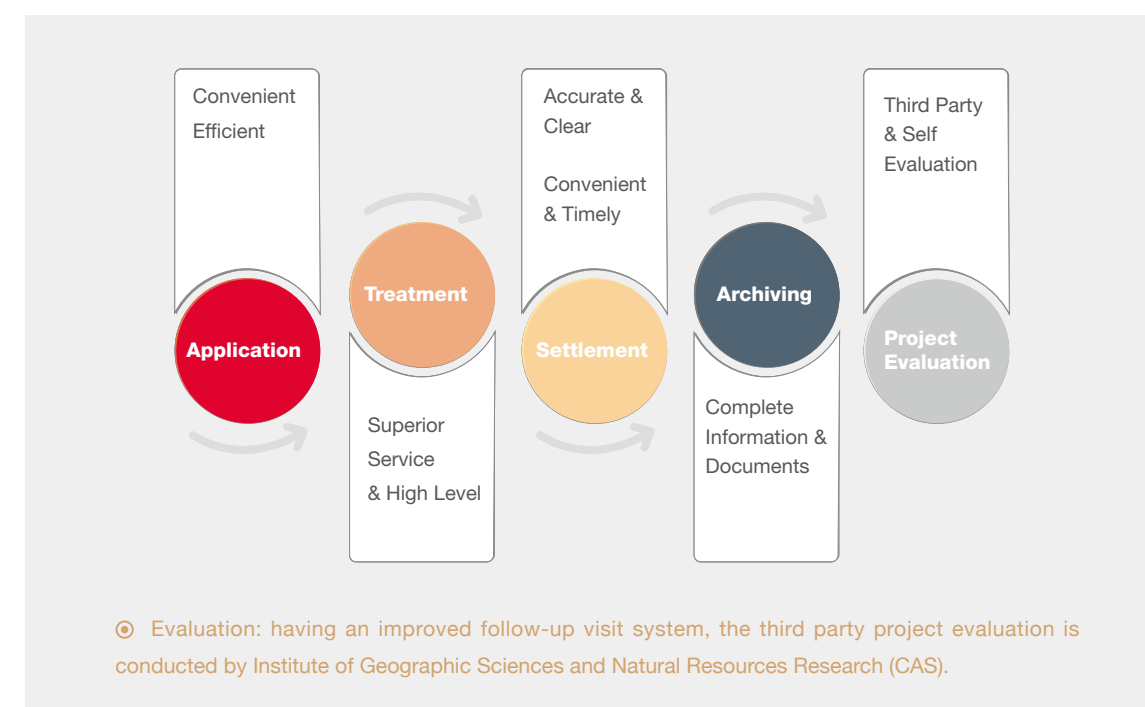 Convenient
Efficient
Application
Treatment
Superior
Service
& High Level
Accurate &
Clear
Convenient
& Timely
Settlement
Archiving
Complete
Information &
Documents
Third Party
& Self
Evaluation
Project
Evaluation
Evaluation: having an improved follow-up visit system, the third party project evaluation is
conducted by Institute of Geographic Sciences and Natural Resources Research (CAS).